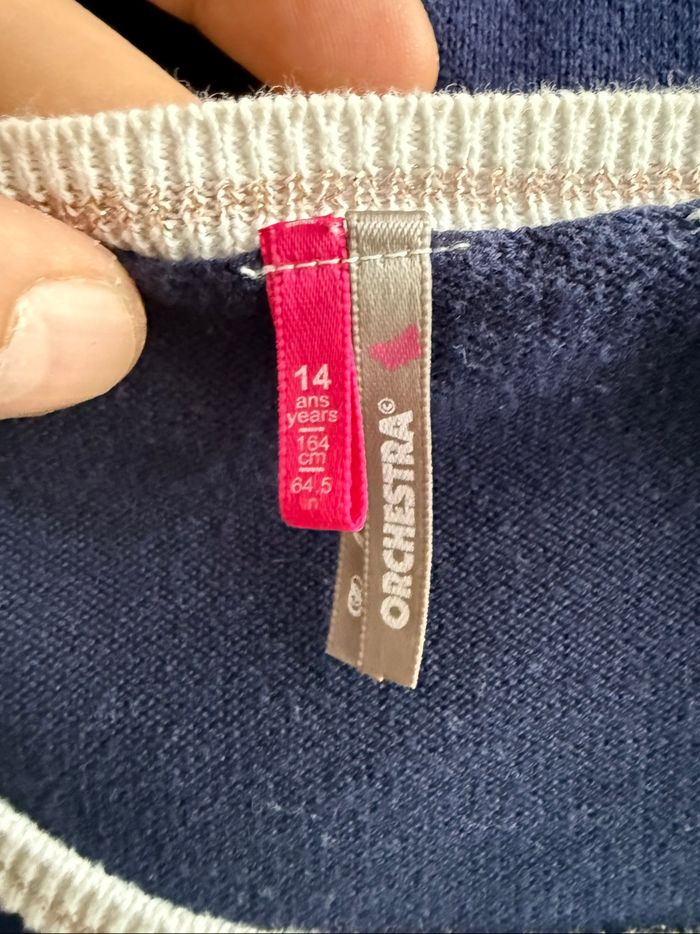 14
ans
years
164
cm
64,5
in
ORCHESTRA